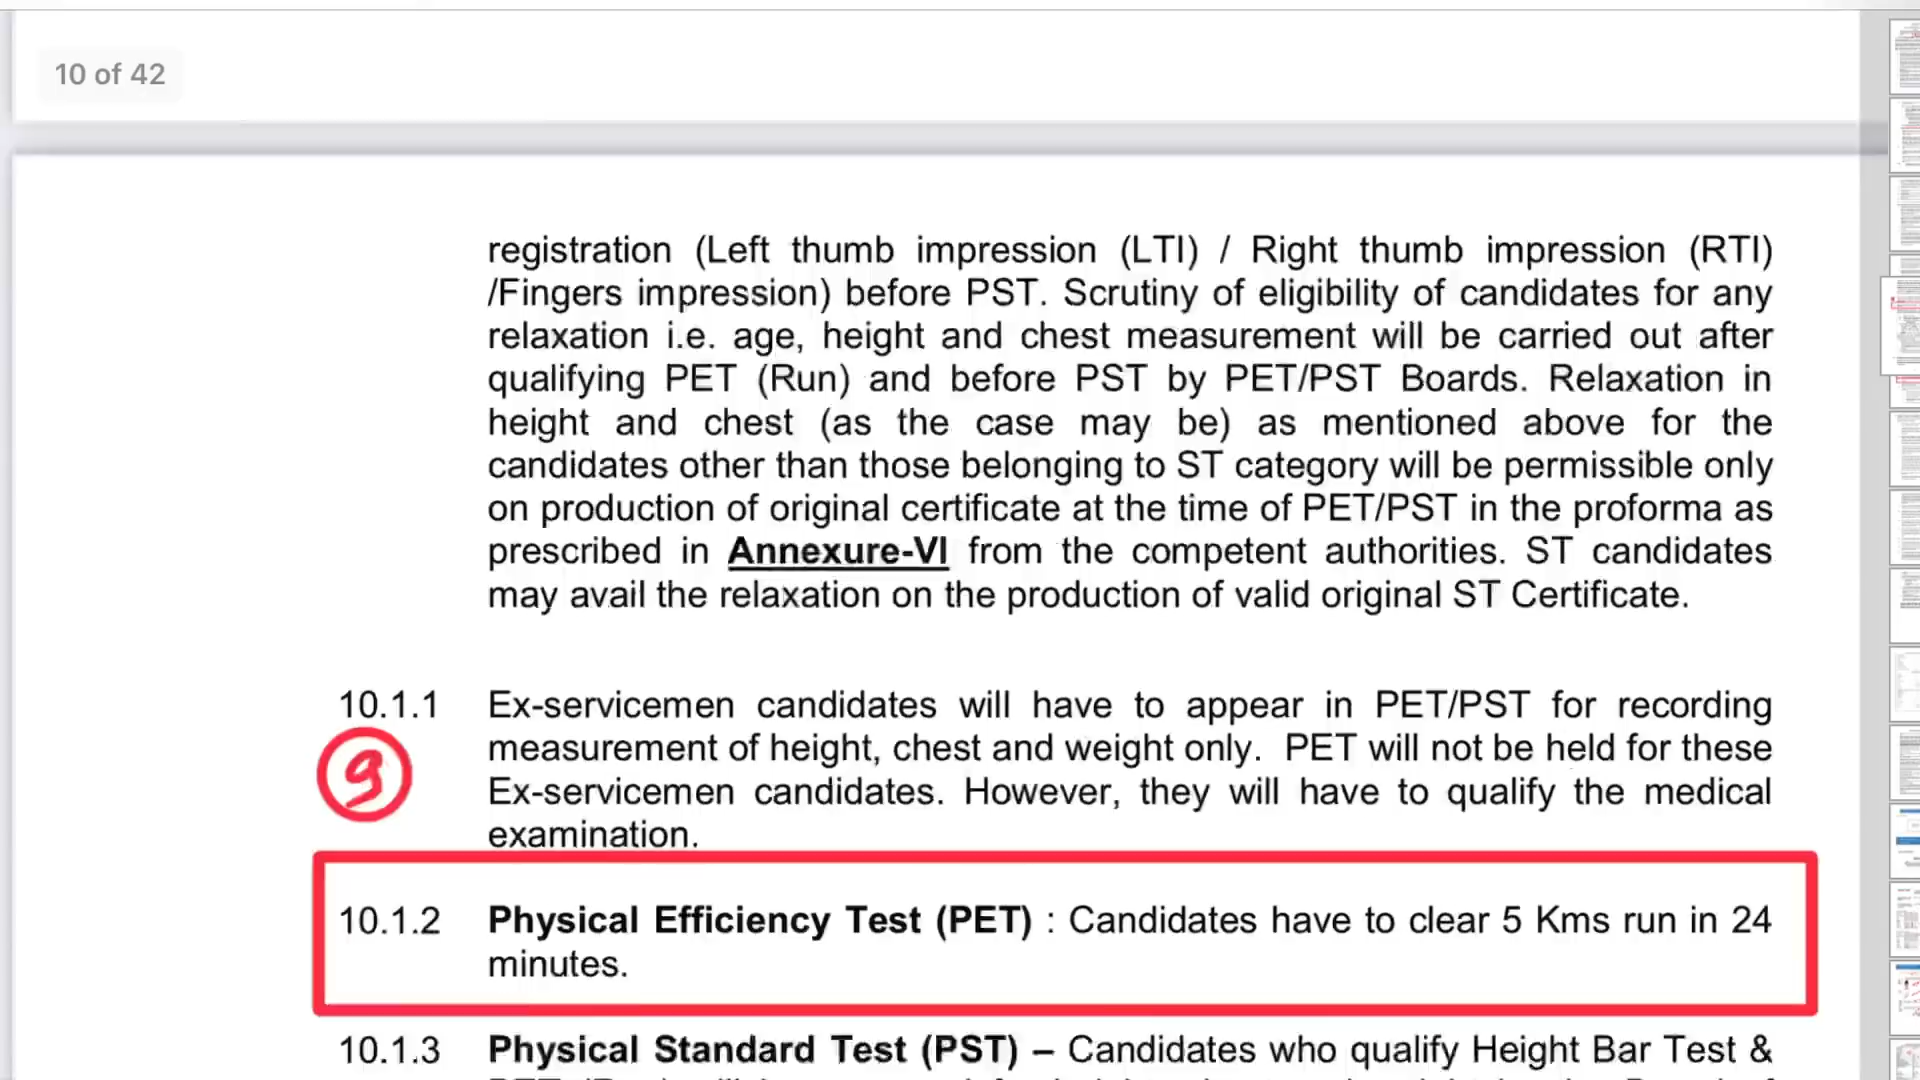 10 of 42
registration (Left thumb impression (LTI) / Right thumb impression (RTI)
/Fingers impression) before PST. Scrutiny of eligibility of candidates for any
relaxation i.e. age, height and chest measurement will be carried out after
qualifying PET (Run) and before PST by PET/PST Boards. Relaxation in
height and chest (as the case may be) as mentioned above for the
candidates other than those belonging to ST category will be permissible only
on production of original certificate at the time of PET/PST in the proforma as
prescribed in Annexure-VI from the competent authorities. ST candidates
may avail the relaxation on the production of valid original ST Certificate.
10.1.1 Ex-servicemen candidates will have to appear in PET/PST for recording
measurement of height, chest and weight only. PET will not be held for these
9
Ex-servicemen candidates. However, they will have to qualify the medical
examination.
10.1.2 Physical Efficiency Test (PET) : Candidates have to clear 5 Kms run in 24
minutes.
10.1.3 Physical Standard Test (PST) – Candidates who qualify Height Bar Test &